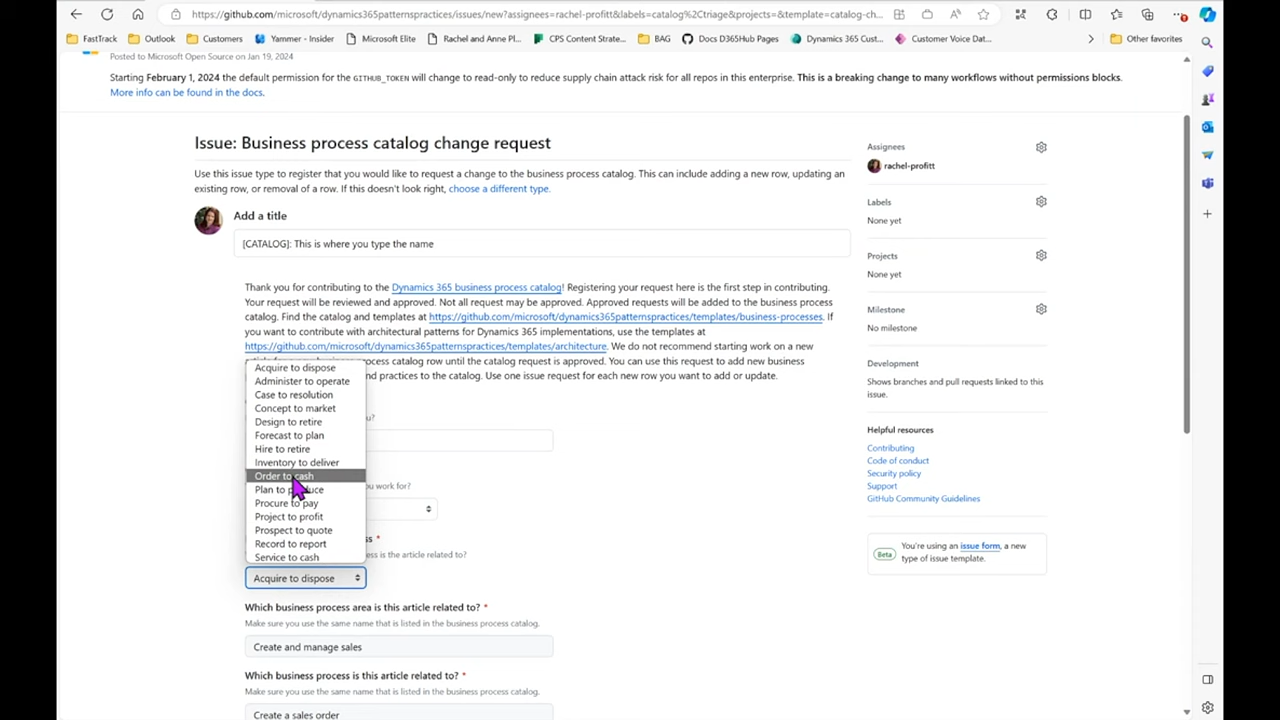 https://github.com/microsoft/dynamics365patternspractices/issues/new?assignees=rachel-profitt&labels=catalog%2Ctriage&projects=&template=catalog-ch...
FastTrack
Outlook
Customers
Yammer - Insider
Microsoft Elite
Rachel and Anne Pl...
CPS Content Strate...
BAG
Docs D365Hub Pages
Dynamics 365 Cust...
Customer Voice Dat...
Other favorites
Posted to Microsoft Open Source on Jan 19, 2024
Starting February 1, 2024 the default permission for the GITHUB_TOKEN will change to read-only to reduce supply chain attack risk for all repos in this enterprise. This is a breaking change to many workflows without permissions blocks.
More info can be found in the docs.
Issue: Business process catalog change request
Use this issue type to register that you would like to request a change to the business process catalog. This can include adding a new row, updating an
existing row, or removal of a row. If this doesn't look right, choose a different type.
Add a title
[CATALOG]: This is where you type the name
Thank you for contributing to the Dynamics 365 business process catalog! Registering your request here is the first step in contributing.
Your request will be reviewed and approved. Not all request may be approved. Approved requests will be added to the business process
catalog. Find the catalog and templates at https://github.com/microsoft/dynamics365patternspractices/templates/business-processes. If
you want to contribute with architectural patterns for Dynamics 365 implementations, use the templates at
https://github.com/microsoft/dynamics365patternspractices/templates/architecture. We do not recommend starting work on a new
business process catalog row until the catalog request is approved. You can use this request to add new business
and practices to the catalog. Use one issue request for each new row you want to add or update.
Acquire to dispose
Administer to operate
Case to resolution
Concept to market
Design to retire
Forecast to plan
Hire to retire
Inventory to deliver
Order to cash
Plan to produce
Procure to pay
Project to profit
Prospect to quote
Record to report
Service to cash
u?
you work for?
ss *
ess is the article related to?
Acquire to dispose
Which business process area is this article related to? *
Make sure you use the same name that is listed in the business process catalog.
Create and manage sales
Which business process is this article related to? *
Make sure you use the same name that is listed in the business process catalog.
Create a sales order
Assignees
rachel-profitt
Labels
None yet
Projects
None yet
Milestone
No milestone
Development
Shows branches and pull requests linked to this
issue.
Helpful resources
Contributing
Code of conduct
Security policy
Support
GitHub Community Guidelines
Beta
You're using an issue form, a new
type of issue template.